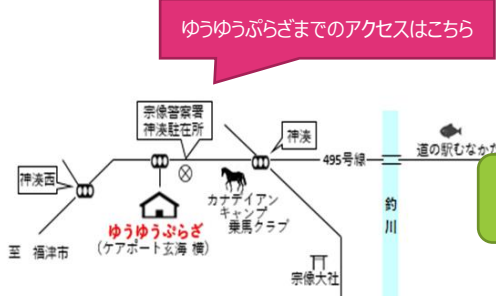 ゆうゆうぷらざまでのアクセスはこちら
宗像警察署
神湊駐在所
神湊
495号線
道の駅むなかた
神湊西
カナディアン
キャンプ
乗馬クラブ
釣
川
ゆうゆうぷらざ
(ケアポート玄海 横)
至 福津市
宗像大社